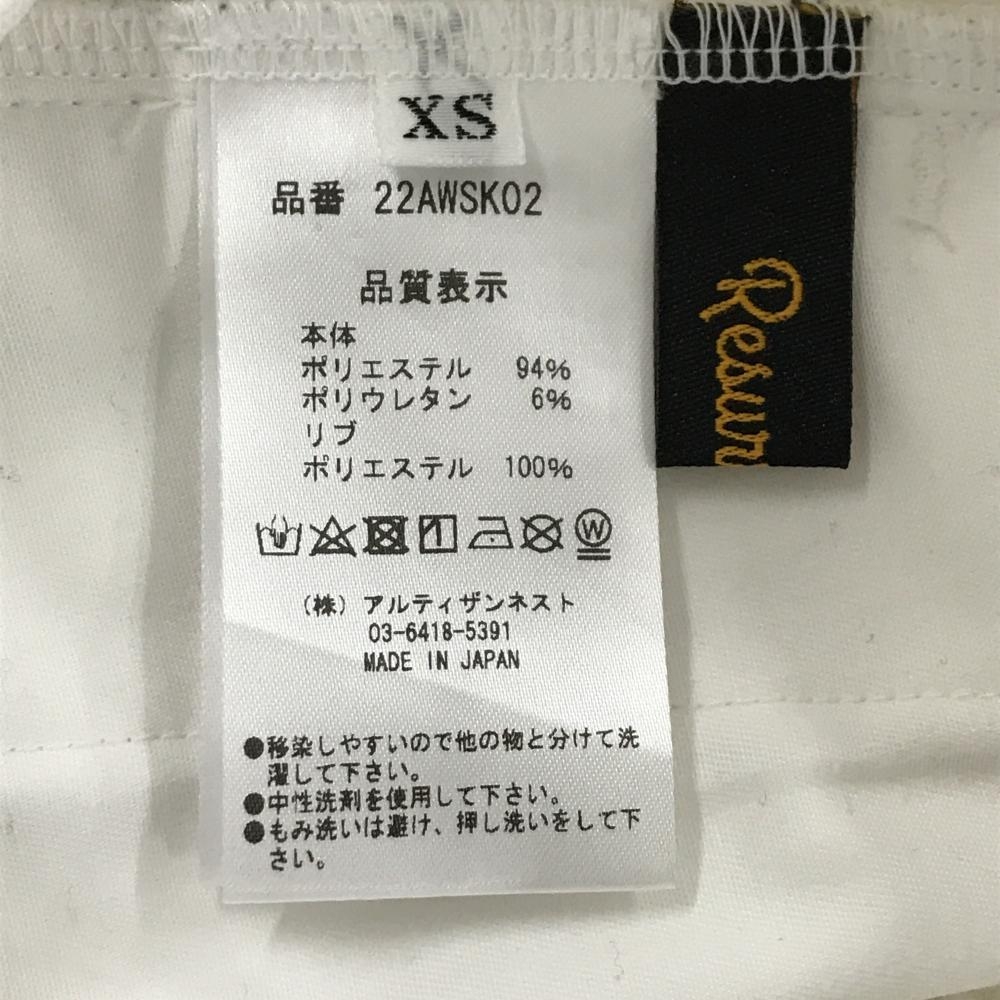 XS
品番 22AWSK02
品質表示
本体
ポリエステル 94%
ポリウレタン 6%
リブ
ポリエステル 100%
W
(株) アルティザンネスト
03-6418-5391
MADE IN JAPAN
●移染しやすいので他の物と分けて洗
濯して下さい。
●中性洗剤を使用して下さい。
●もみ洗いは避け、押し洗いをして下
さい。
Resur